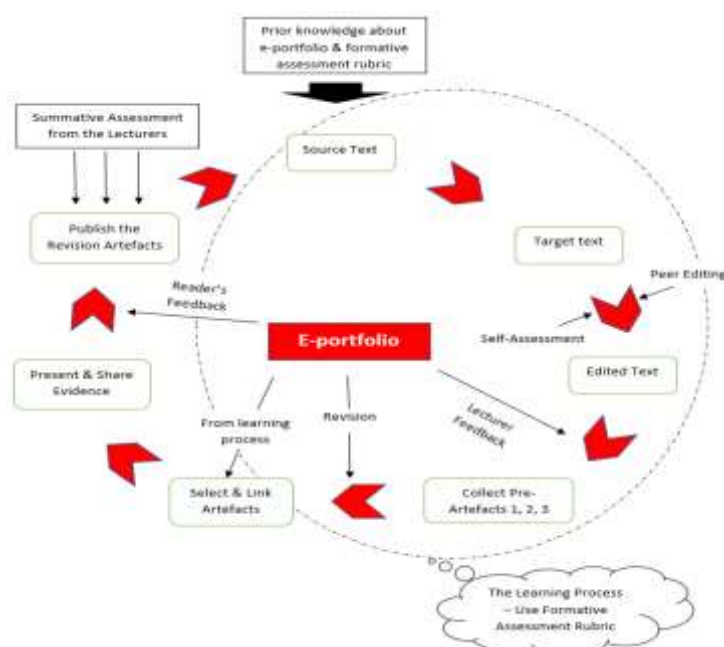 Prior knowledge about
e-portfolio & formative
assessment rubric
Summative Assessment
from the Lecturers
Source Text
Publish the
Revision Artefacts
Target text
Peer Editing
Reader's
Feedback
E-portfolio
Self-Assessment
Present & Share
Evidence
Edited Text
From learning
process
Revision
Lecturer
Feedback
Select & Link
Artefacts
Collect Pre-
Artefacts 1, 2, 3
The Learning Process
– Use Formative
Assessment Rubric